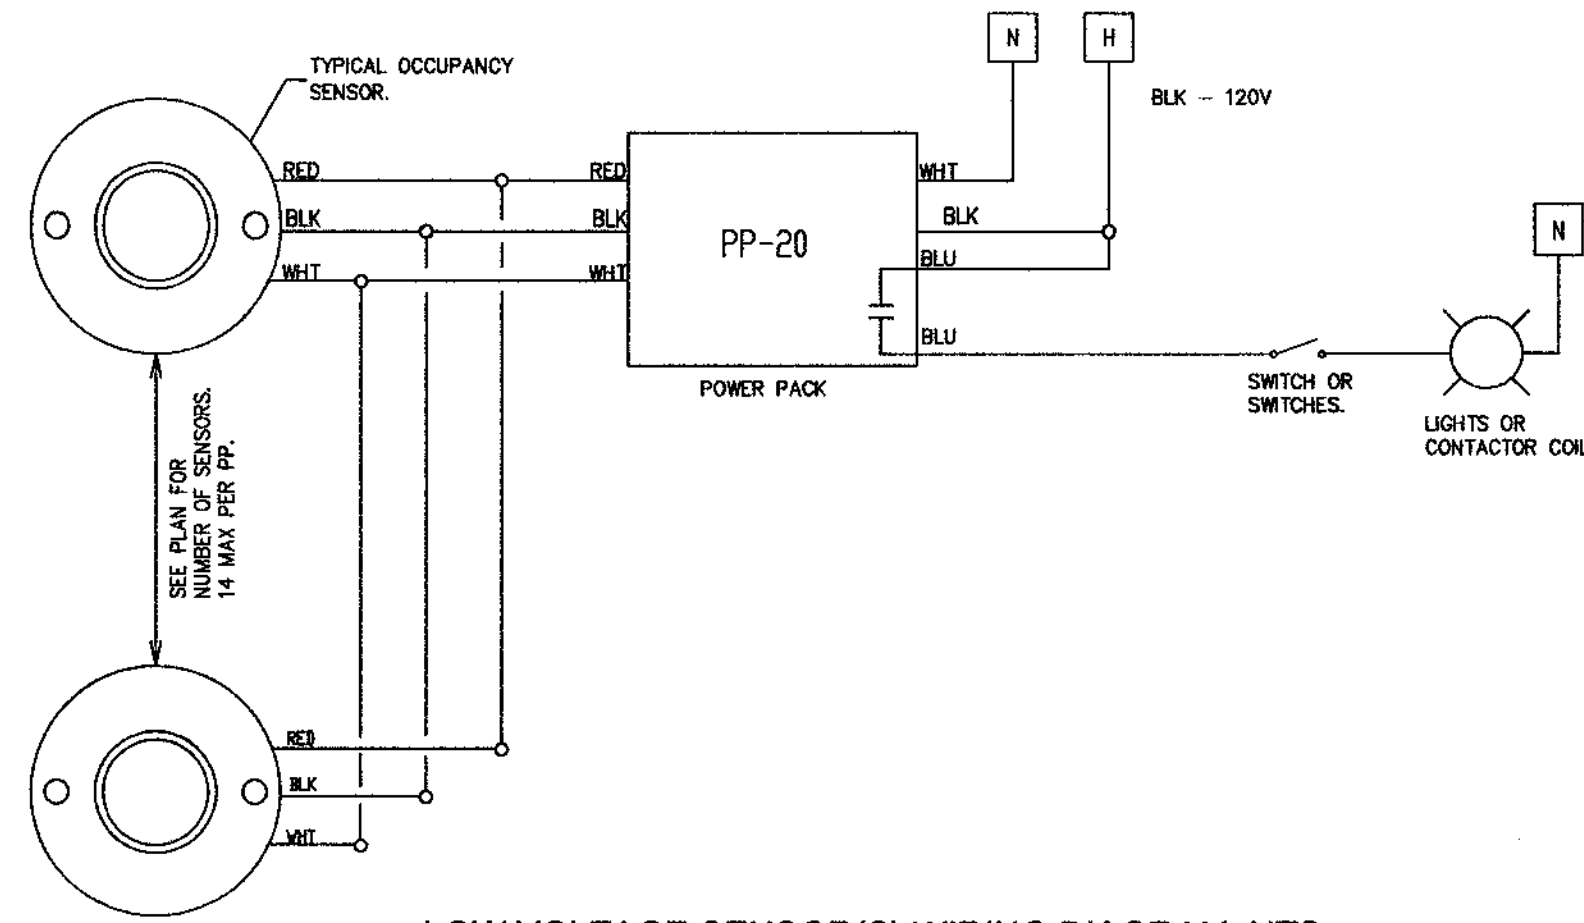 N
H
TYPICAL OCCUPANCY
SENSOR.
BLK - 120V
RED
RED
WHT
BLK
BLK
BLK
PP-20
N
WHT
WHT
BLU
BLU
POWER PACK
SWITCH OR
SWITCHES.
LIGHTS OR
CONTACTOR COIL
SEE PLAN FOR
NUMBER OF SENSORS.
14 MAX PER PP.
RED
BLK
WHT